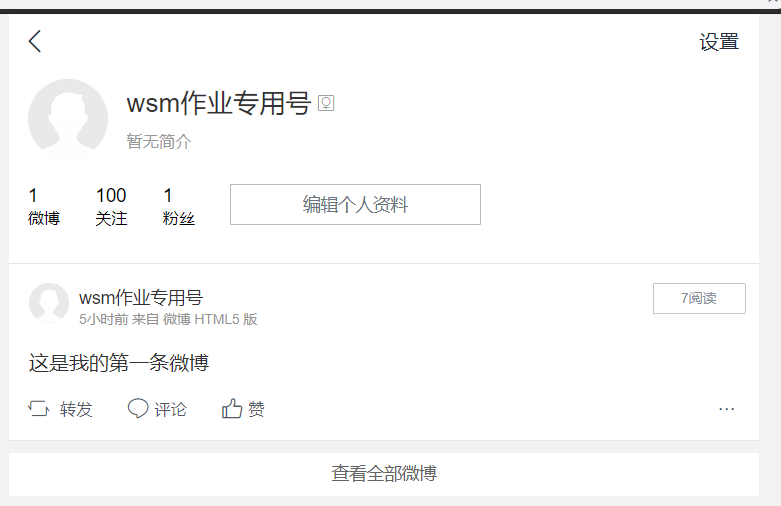 设置
wsm作业专用号
暂无简介
1 100 1
微博 关注 粉丝
编辑个人资料
wsm作业专用号
5小时前 来自 微博 HTML5 版
7阅读
这是我的第一条微博
转发 评论 赞
...
查看全部微博